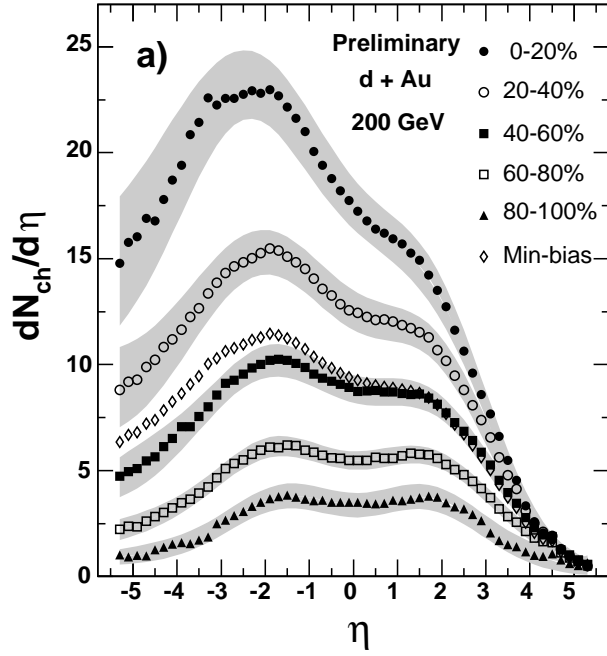 a)
Preliminary
d + Au
200 GeV
0-20%
20-40%
40-60%
60-80%
80-100%
Min-bias
dN_ch/dη
25
20
15
10
5
0
-5 -4 -3 -2 -1 0 1 2 3 4 5
η